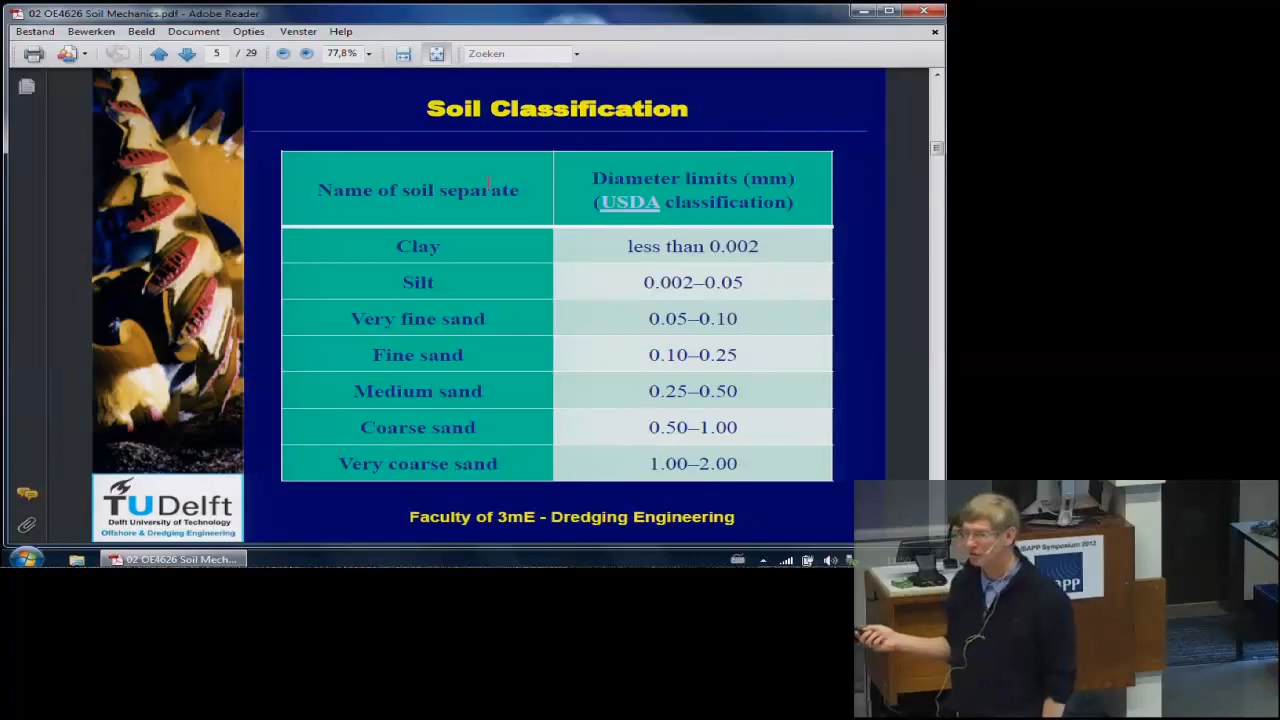 02 OE4626 Soil Mechanics.pdf - Adobe Reader
Bestand Bewerken Beeld Document Opties Venster Help
5 / 29 77,8% Zoeken
Soil Classification
Name of soil separate
Diameter limits (mm)
(USDA classification)
Clay less than 0.002
Silt 0.002–0.05
Very fine sand 0.05–0.10
Fine sand 0.10–0.25
Medium sand 0.25–0.50
Coarse sand 0.50–1.00
Very coarse sand 1.00–2.00
TU Delft
Delft University of Technology
Offshore & Dredging Engineering
Faculty of 3mE - Dredging Engineering
02 OE4626 Soil Mech...
Symposium 2012